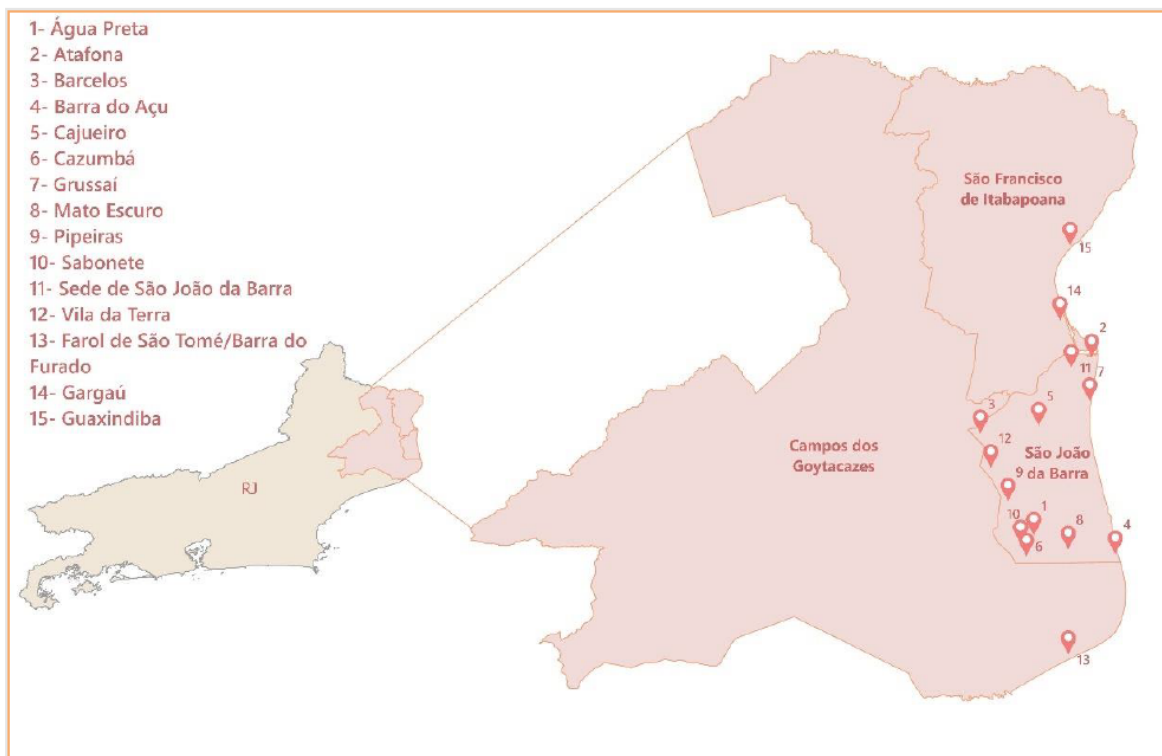 1- Água Preta
2- Atafona
3- Barcelos
4- Barra do Açu
5- Cajueiro
6- Cazumbá
7- Grussaí
8- Mato Escuro
9- Pipeiras
10- Sabonete
11- Sede de São João da Barra
12- Vila da Terra
13- Farol de São Tomé/Barra do
Furado
14- Gargaú
15- Guaxindiba
RJ
São Francisco
de Itabapoana
15
14
2
11
7
3
5
12
Campos dos
Goytacazes
São João
da Barra
9
10
1
8
4
6
13